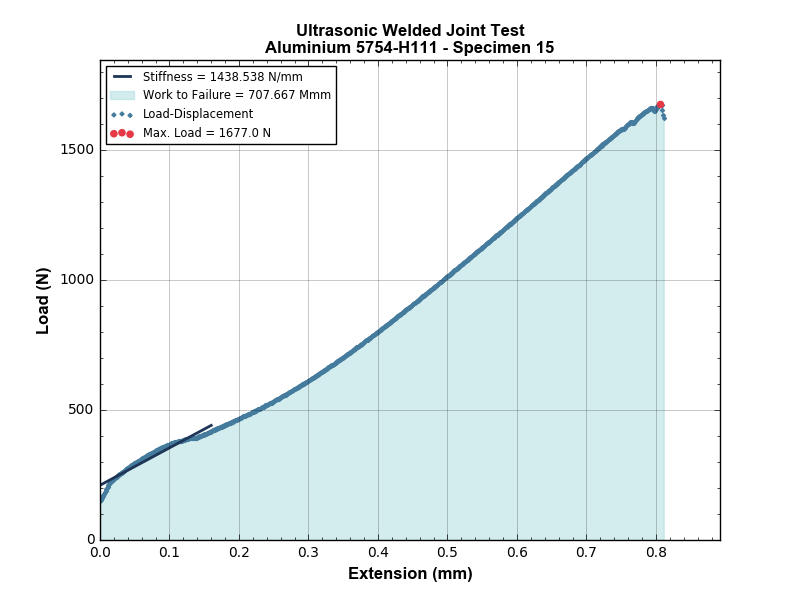 Ultrasonic Welded Joint Test
Aluminium 5754-H111 - Specimen 15
Stiffness = 1438.538 N/mm
Work to Failure = 707.667 Mmm
Load-Displacement
Max. Load = 1677.0 N
1500
1000
500
0
Load (N)
0.0 0.1 0.2 0.3 0.4 0.5 0.6 0.7 0.8
Extension (mm)